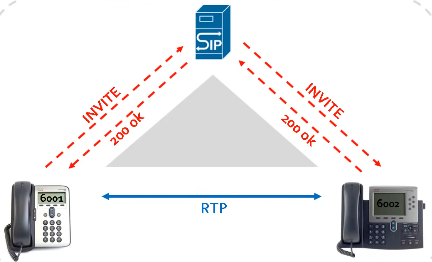 SIP
INVITE
INVITE
200 ok
200 ok
6001
6002
RTP